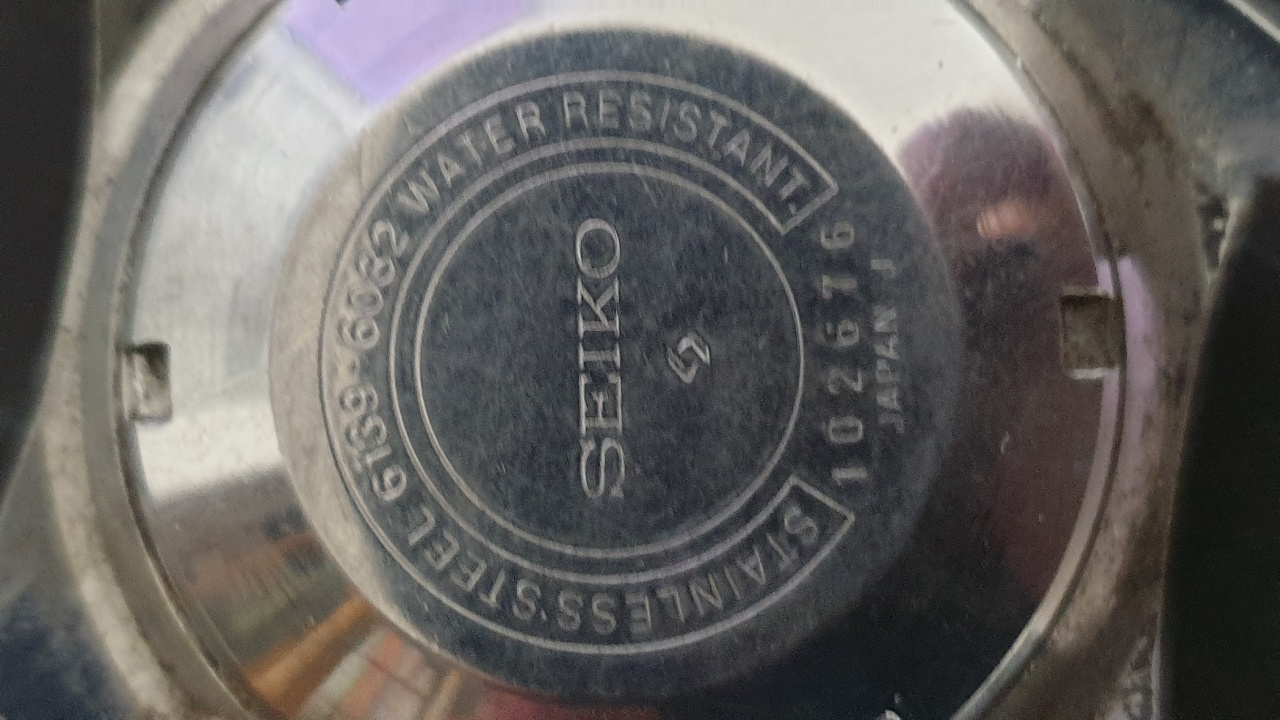 STAINLESS STEEL 6139-6032 WATER RESISTANT.
SEIKO
102676
JAPAN J